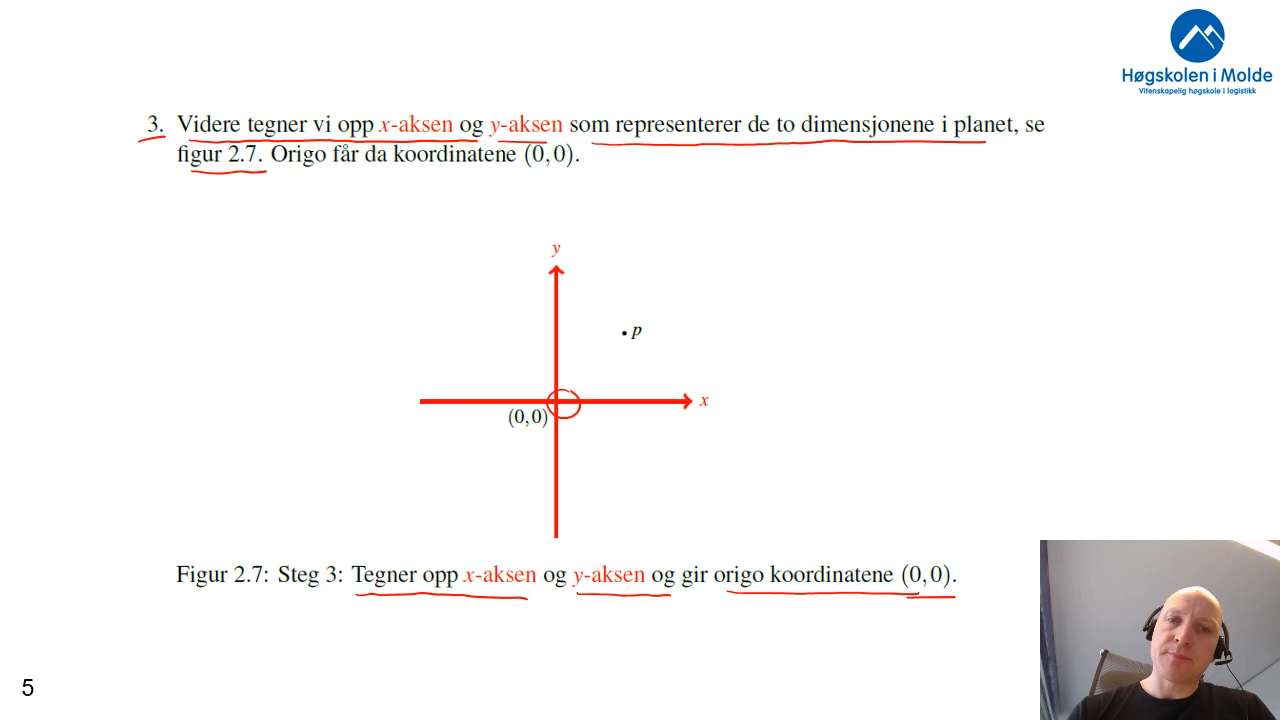 Høgskolen i Molde
Vitenskapelig høgskole i logistikk
3. Videre tegner vi opp x-aksen og y-aksen som representerer de to dimensjonene i planet, se
figur 2.7. Origo får da koordinatene (0,0).
y
p
x
(0,0)
Figur 2.7: Steg 3: Tegner opp x-aksen og y-aksen og gir origo koordinatene (0,0).
5